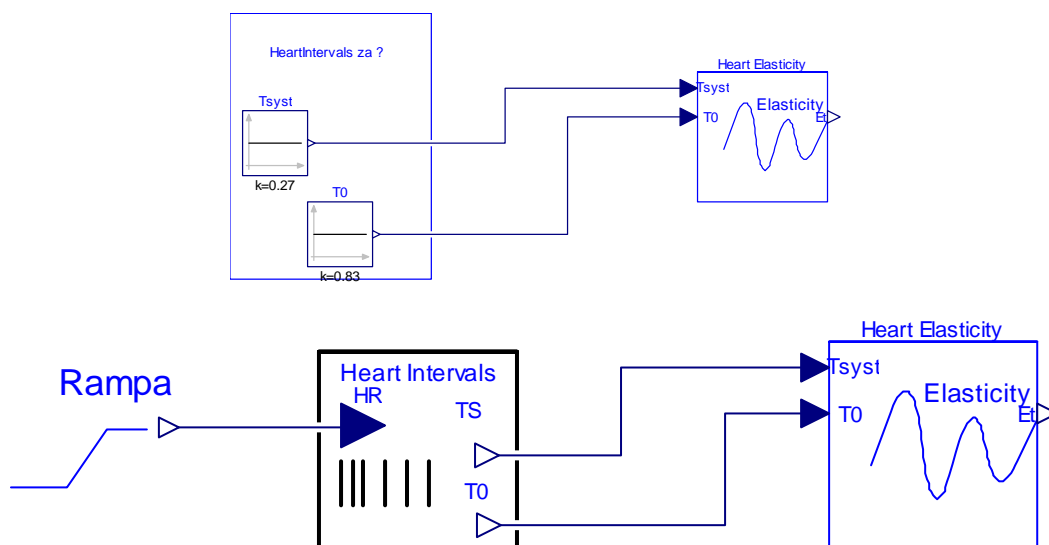 HeartIntervals za ?
Tsyst
k=0.27
T0
k=0.83
Heart Elasticity
Tsyst
Elasticity
T0
Et
Rampa
Heart Intervals
HR
TS
T0
Heart Elasticity
Tsyst
Elasticity
T0
Et